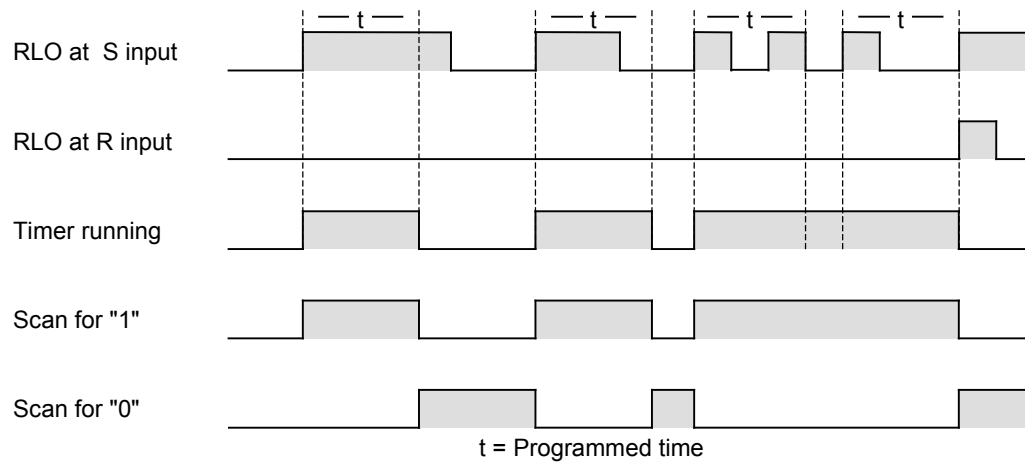 t t t t
RLO at S input
RLO at R input
Timer running
Scan for "1"
Scan for "0"
t = Programmed time